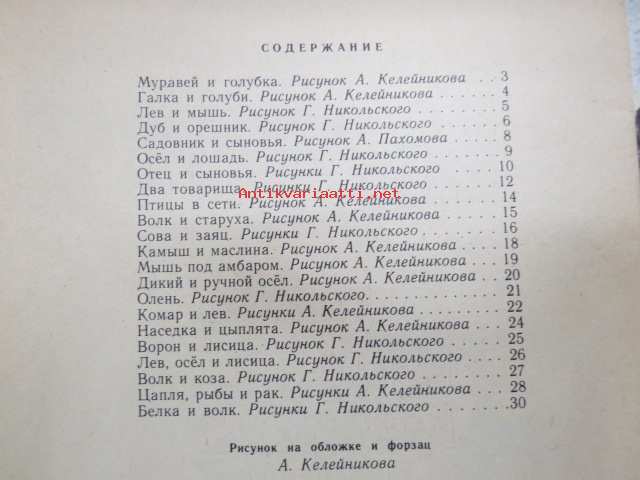 СОДЕРЖАНИЕ
Муравей и голубка. Рисунок А. Келейникова . . 3
Галка и голуби. Рисунок А. Келейникова . . . . . 4
Лев и мышь. Рисунок Г. Никольского . . . . . . . 5
Дуб и орешник. Рисунок Г. Никольского . . . . . 6
Садовник и сыновья. Рисунок А. Пахомова . . . 8
Осёл и лошадь. Рисунок Г. Никольского . . . . . 9
Отец и сыновья. Рисунки Г. Никольского . . . . 10
Два товарища. Рисунки Г. Никольского . . . . . 12
Antikvariaatti.net
Птицы в сети. Рисунок А. Келейникова . . . . . 14
Волк и старуха. Рисунок А. Келейникова . . . . 15
Сова и заяц. Рисунки Г. Никольского . . . . . . 16
Камыш и маслина. Рисунок А. Келейникова . . . 18
Мышь под амбаром. Рисунок А. Келейникова . . . 19
Дикий и ручной осёл. Рисунок А. Келейникова . . 20
Олень. Рисунок Г. Никольского. . . . . . . . . . 21
Комар и лев. Рисунки А. Келейникова . . . . . . 22
Наседка и цыплята. Рисунок А. Келейникова . . . 24
Ворон и лисица. Рисунок Г. Никольского . . . . . 25
Лев, осёл и лисица. Рисунок Г. Никольского . . . 26
Волк и коза. Рисунок Г. Никольского . . . . . . . 27
Цапля, рыбы и рак. Рисунки А. Келейникова . . . 28
Белка и волк. Рисунки Г. Никольского . . . . . . . 30
Рисунок на обложке и форзац
А. Келейникова